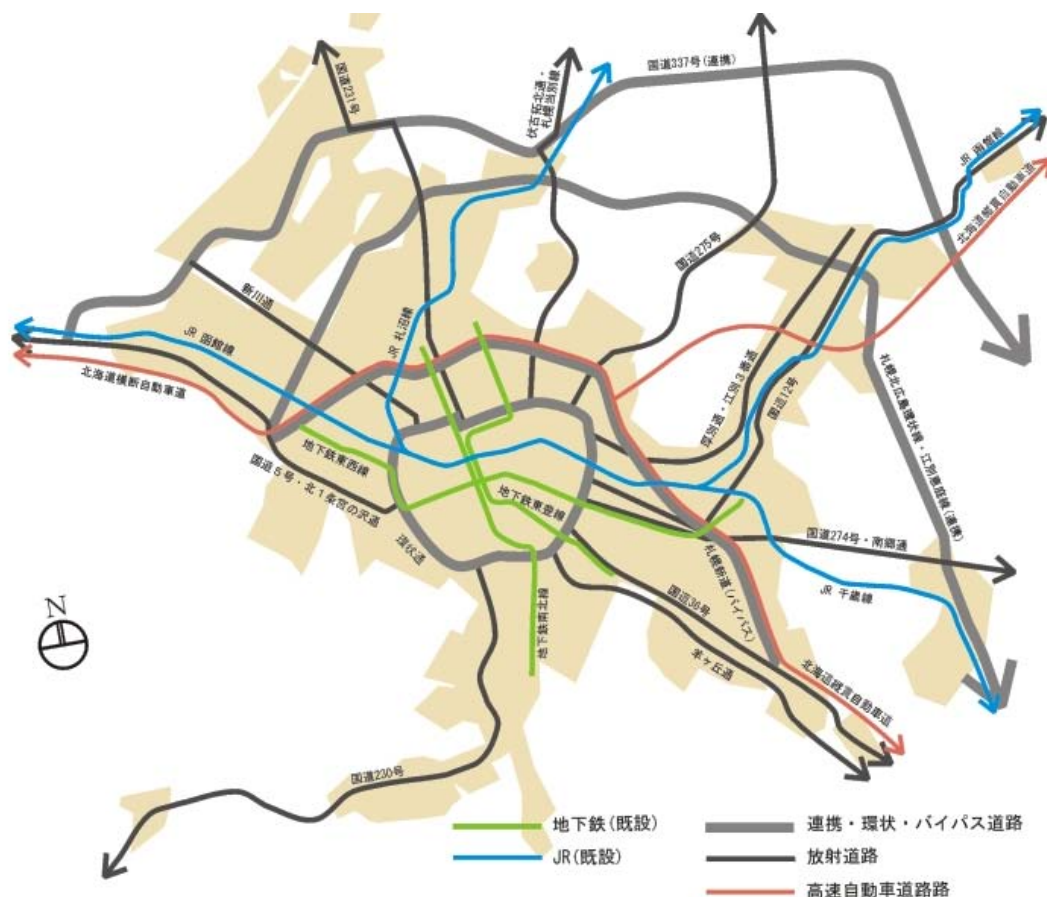 国道231号
伏古拓北通・
札幌当別線
国道337号(連携)
JR 函館線
北海道縦貫自動車道
国道275号
新川通
JR 札沼線
JR 函館線
北海道横断自動車道
厚別通・江別3番通
国道12号
札幌北広島環状線・江別恵庭線(連携)
地下鉄東西線
国道5号・北1条宮の沢通
地下鉄東豊線
環状通
国道274号・南郷通
札幌新道(バイパス)
JR 千歳線
N
地下鉄南北線
国道36号
羊ヶ丘通
北海道縦貫自動車道
国道230号
地下鉄(既設)
JR(既設)
連携・環状・バイパス道路
放射道路
高速自動車道路路